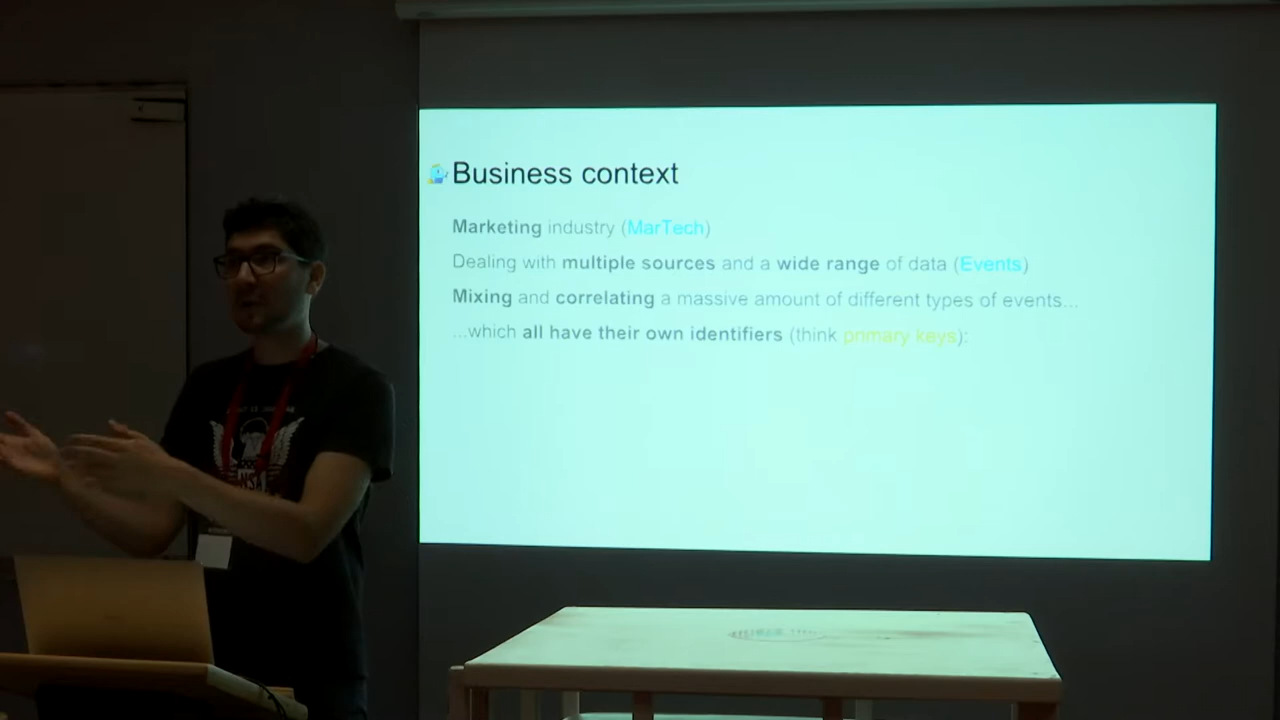 Business context
Marketing industry (MarTech)
Dealing with multiple sources and a wide range of data (Events)
Mixing and correlating a massive amount of different types of events...
...which all have their own identifiers (think primary keys):